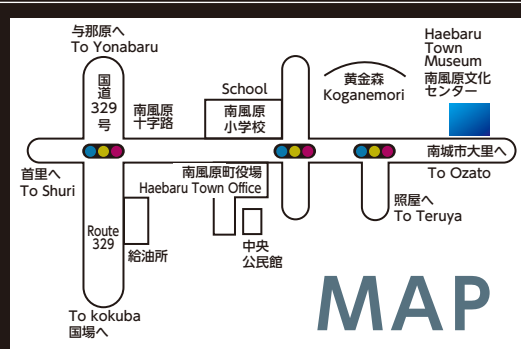 与那原へ
To Yonabaru
国道
329
号
南風原
十字路
School
南風原
小学校
黄金森
Koganemori
Haebaru
Town
Museum
南風原文化
センター
首里へ
To Shuri
南風原町役場
Haebaru Town Office
南城市大里へ
To Ozato
照屋へ
To Teruya
Route
329
給油所
中央
公民館
To kokuba
国場へ
MAP